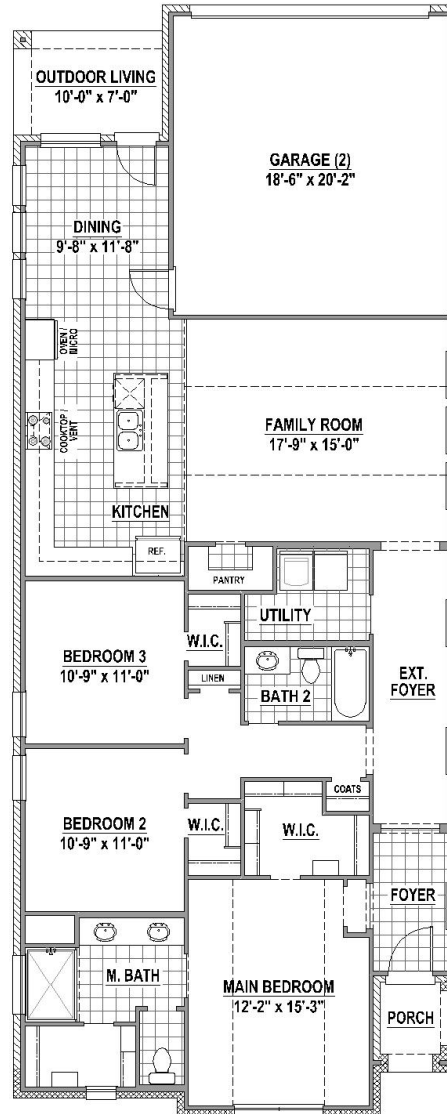 OUTDOOR LIVING
10'-0" x 7'-0"
GARAGE (2)
18'-6" x 20'-2"
DINING
9'-8" x 11'-8"
OVEN /
MICRO
COOKTOP /
VENT
FAMILY ROOM
17'-9" x 15'-0"
KITCHEN
REF.
PANTRY
UTILITY
W.I.C.
BEDROOM 3
10'-9" x 11'-0"
LINEN
BATH 2
EXT.
FOYER
COATS
BEDROOM 2
10'-9" x 11'-0"
W.I.C.
W.I.C.
FOYER
M. BATH
MAIN BEDROOM
12'-2" x 15'-3"
PORCH